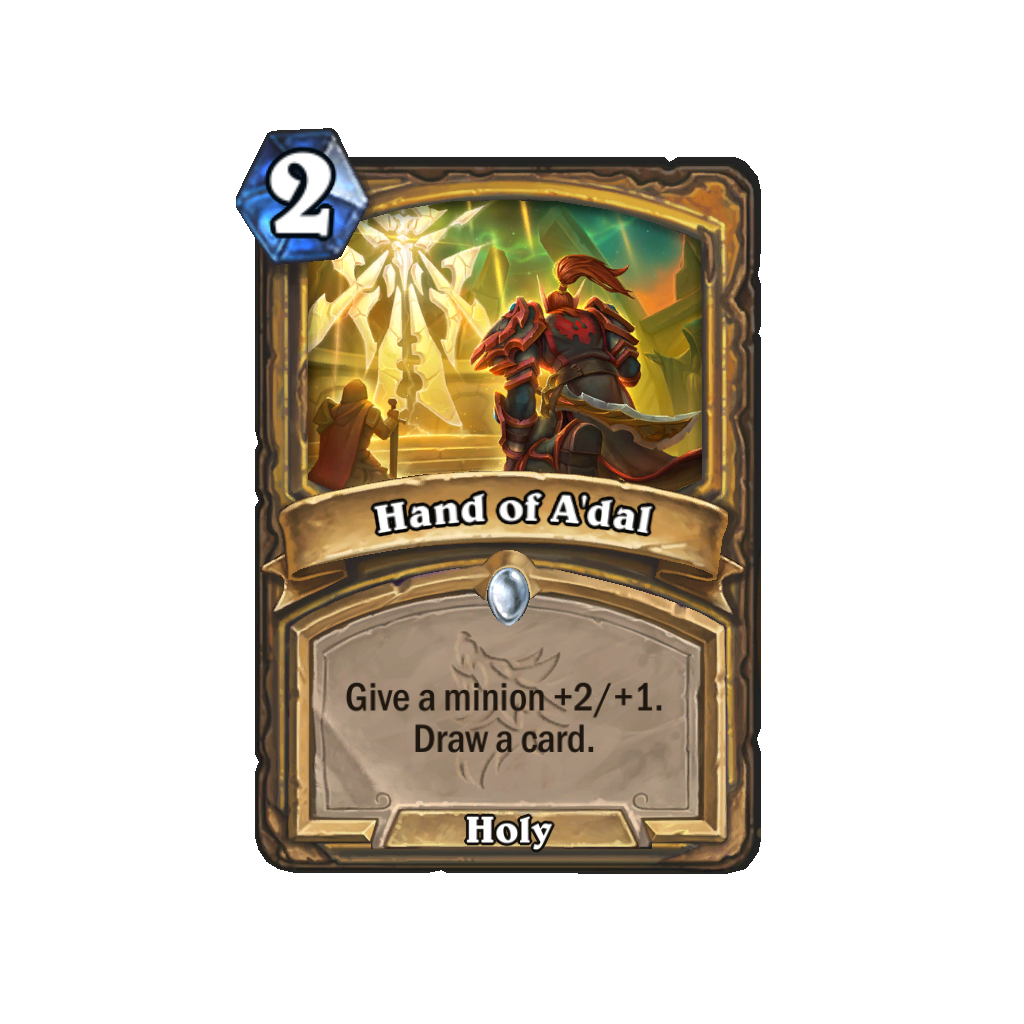 2
Hand of A'dal
Give a minion +2/+1.
Draw a card.
Holy